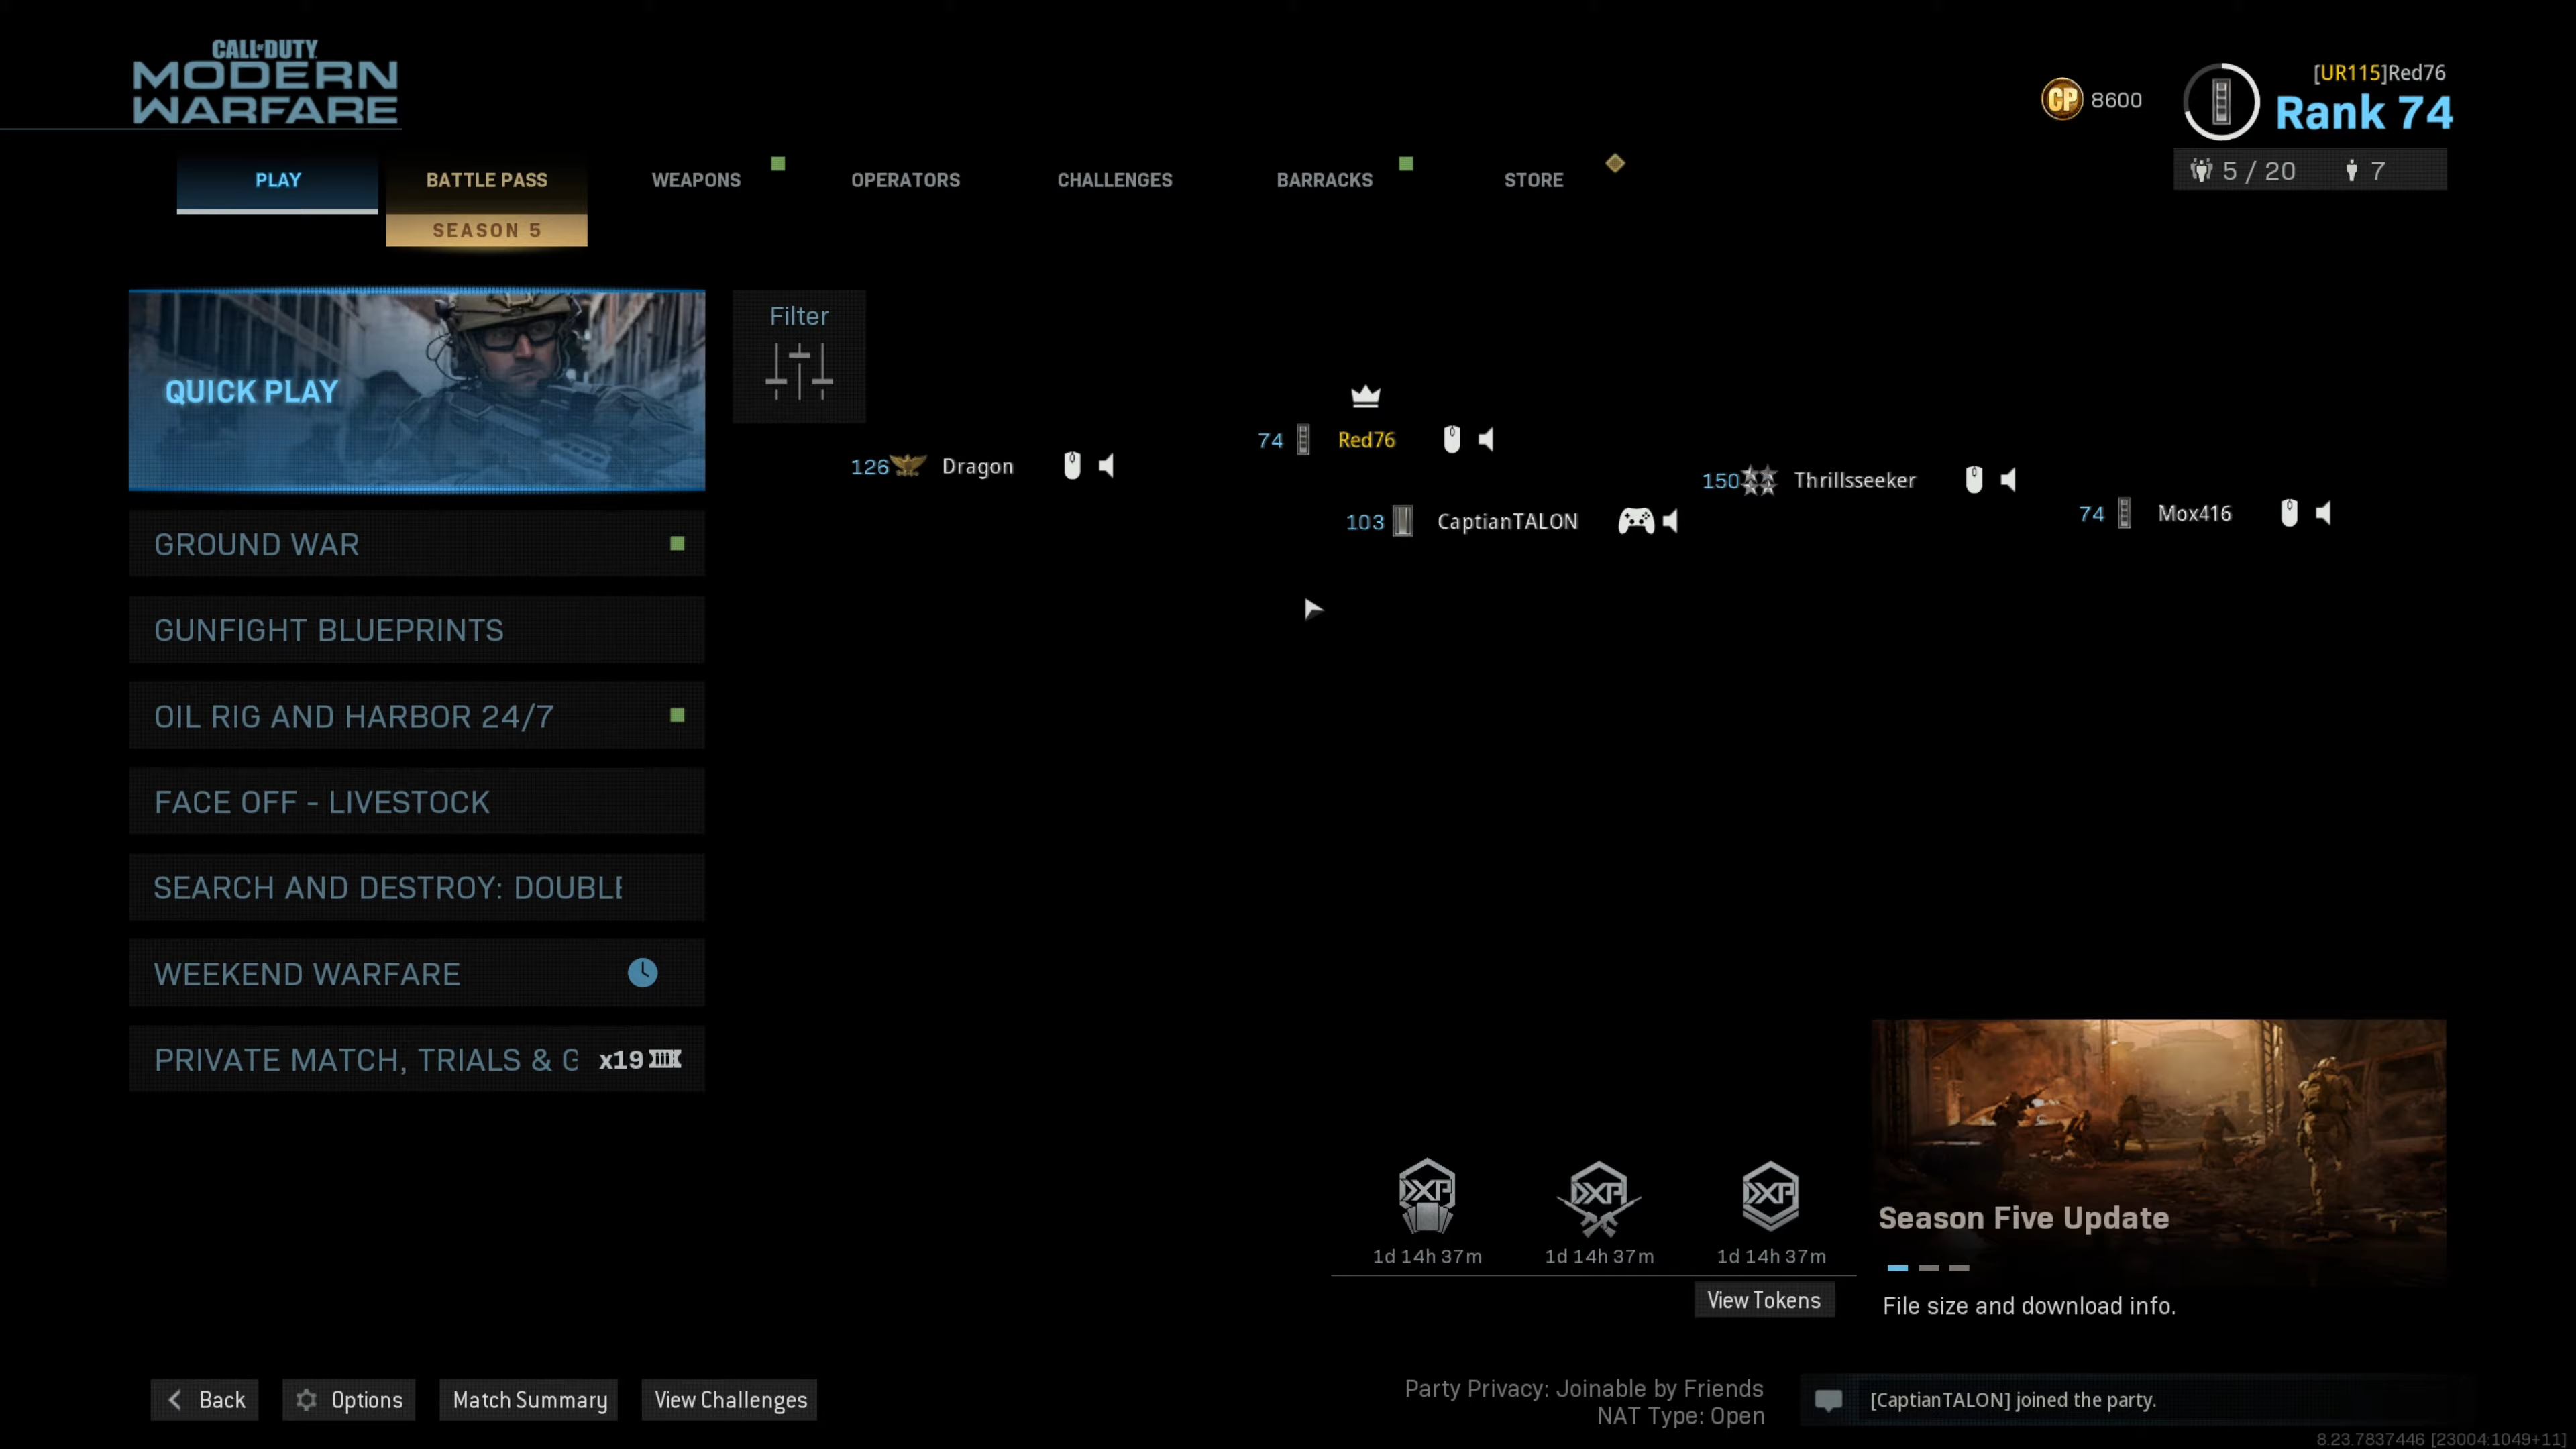 CALL OF DUTY
MODERN
WARFARE
CP 8600
[UR115]Red76
Rank 74
5 / 20 7
PLAY
BATTLE PASS
SEASON 5
WEAPONS
OPERATORS
CHALLENGES
BARRACKS
STORE
QUICK PLAY
Filter
GROUND WAR
GUNFIGHT BLUEPRINTS
OIL RIG AND HARBOR 24/7
FACE OFF - LIVESTOCK
SEARCH AND DESTROY: DOUBLE
WEEKEND WARFARE
PRIVATE MATCH, TRIALS & G x19
126 Dragon
74 Red76
103 CaptianTALON
150 Thrillsseeker
74 Mox416
DXP DXP DXP
1d 14h 37m 1d 14h 37m 1d 14h 37m
View Tokens
Season Five Update
File size and download info.
Back
Options
Match Summary
View Challenges
Party Privacy: Joinable by Friends
NAT Type: Open
[CaptianTALON] joined the party.
8.23.7837446 [23004:1049+11]